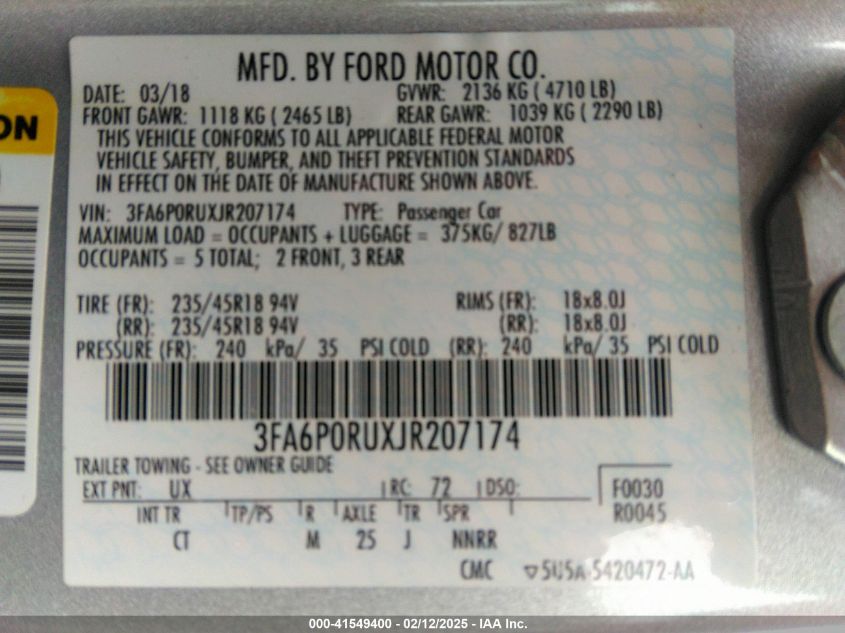 MFD. BY FORD MOTOR CO.
DATE: 03/18 GVWR: 2136 KG ( 4710 LB)
FRONT GAWR: 1118 KG ( 2465 LB) REAR GAWR: 1039 KG ( 2290 LB)
THIS VEHICLE CONFORMS TO ALL APPLICABLE FEDERAL MOTOR
VEHICLE SAFETY, BUMPER, AND THEFT PREVENTION STANDARDS
IN EFFECT ON THE DATE OF MANUFACTURE SHOWN ABOVE.
VIN: 3FA6P0RUXJR207174 TYPE: Passenger Car
MAXIMUM LOAD = OCCUPANTS + LUGGAGE = 375KG/ 827LB
OCCUPANTS = 5 TOTAL; 2 FRONT, 3 REAR
TIRE (FR): 235/45R18 94V RIMS (FR): 18x8.0J
(RR): 235/45R18 94V (RR): 18x8.0J
PRESSURE (FR): 240 kPa/ 35 PSI COLD (RR): 240 kPa/ 35 PSI COLD
3FA6P0RUXJR207174
TRAILER TOWING - SEE OWNER GUIDE
EXT PNT: UX RC: 72 DSO: F0030
INT TR TP/PS R AXLE TR SPR R0045
CT M 25 J NNRR
CMC ▽5U5A-5420472-AA
ON
000-41549400 - 02/12/2025 - IAA Inc.